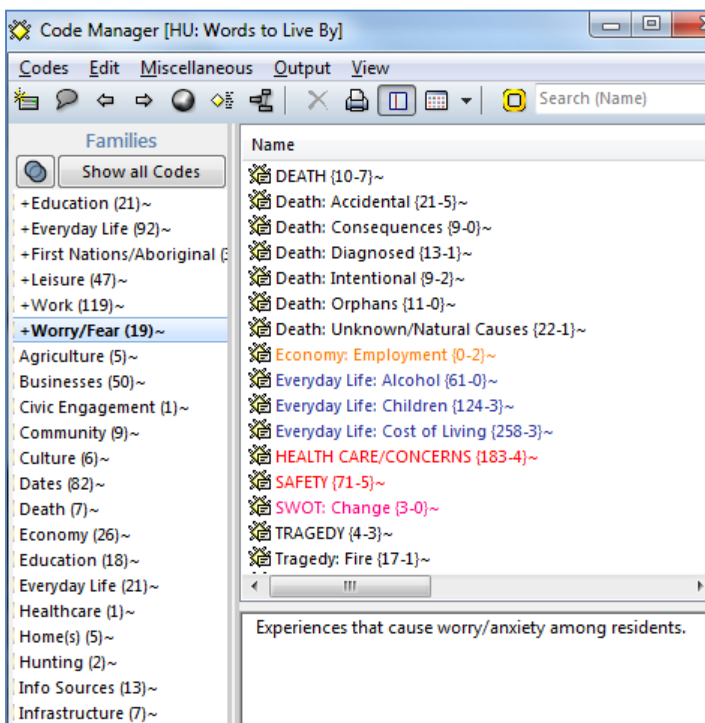 Code Manager [HU: Words to Live By]
Codes Edit Miscellaneous Output View
Search (Name)
Families
Show all Codes
+Education (21)~
+Everyday Life (92)~
+First Nations/Aboriginal (
+Leisure (47)~
+Work (119)~
+Worry/Fear (19)~
Agriculture (5)~
Businesses (50)~
Civic Engagement (1)~
Community (9)~
Culture (6)~
Dates (82)~
Death (7)~
Economy (26)~
Education (18)~
Everyday Life (21)~
Healthcare (1)~
Home(s) (5)~
Hunting (2)~
Info Sources (13)~
Infrastructure (7)~
Name
DEATH {10-7}~
Death: Accidental {21-5}~
Death: Consequences {9-0}~
Death: Diagnosed {13-1}~
Death: Intentional {9-2}~
Death: Orphans {11-0}~
Death: Unknown/Natural Causes {22-1}~
Economy: Employment {0-2}~
Everyday Life: Alcohol {61-0}~
Everyday Life: Children {124-3}~
Everyday Life: Cost of Living {258-3}~
HEALTH CARE/CONCERNS {183-4}~
SAFETY {71-5}~
SWOT: Change {3-0}~
TRAGEDY {4-3}~
Tragedy: Fire {17-1}~
Experiences that cause worry/anxiety among residents.